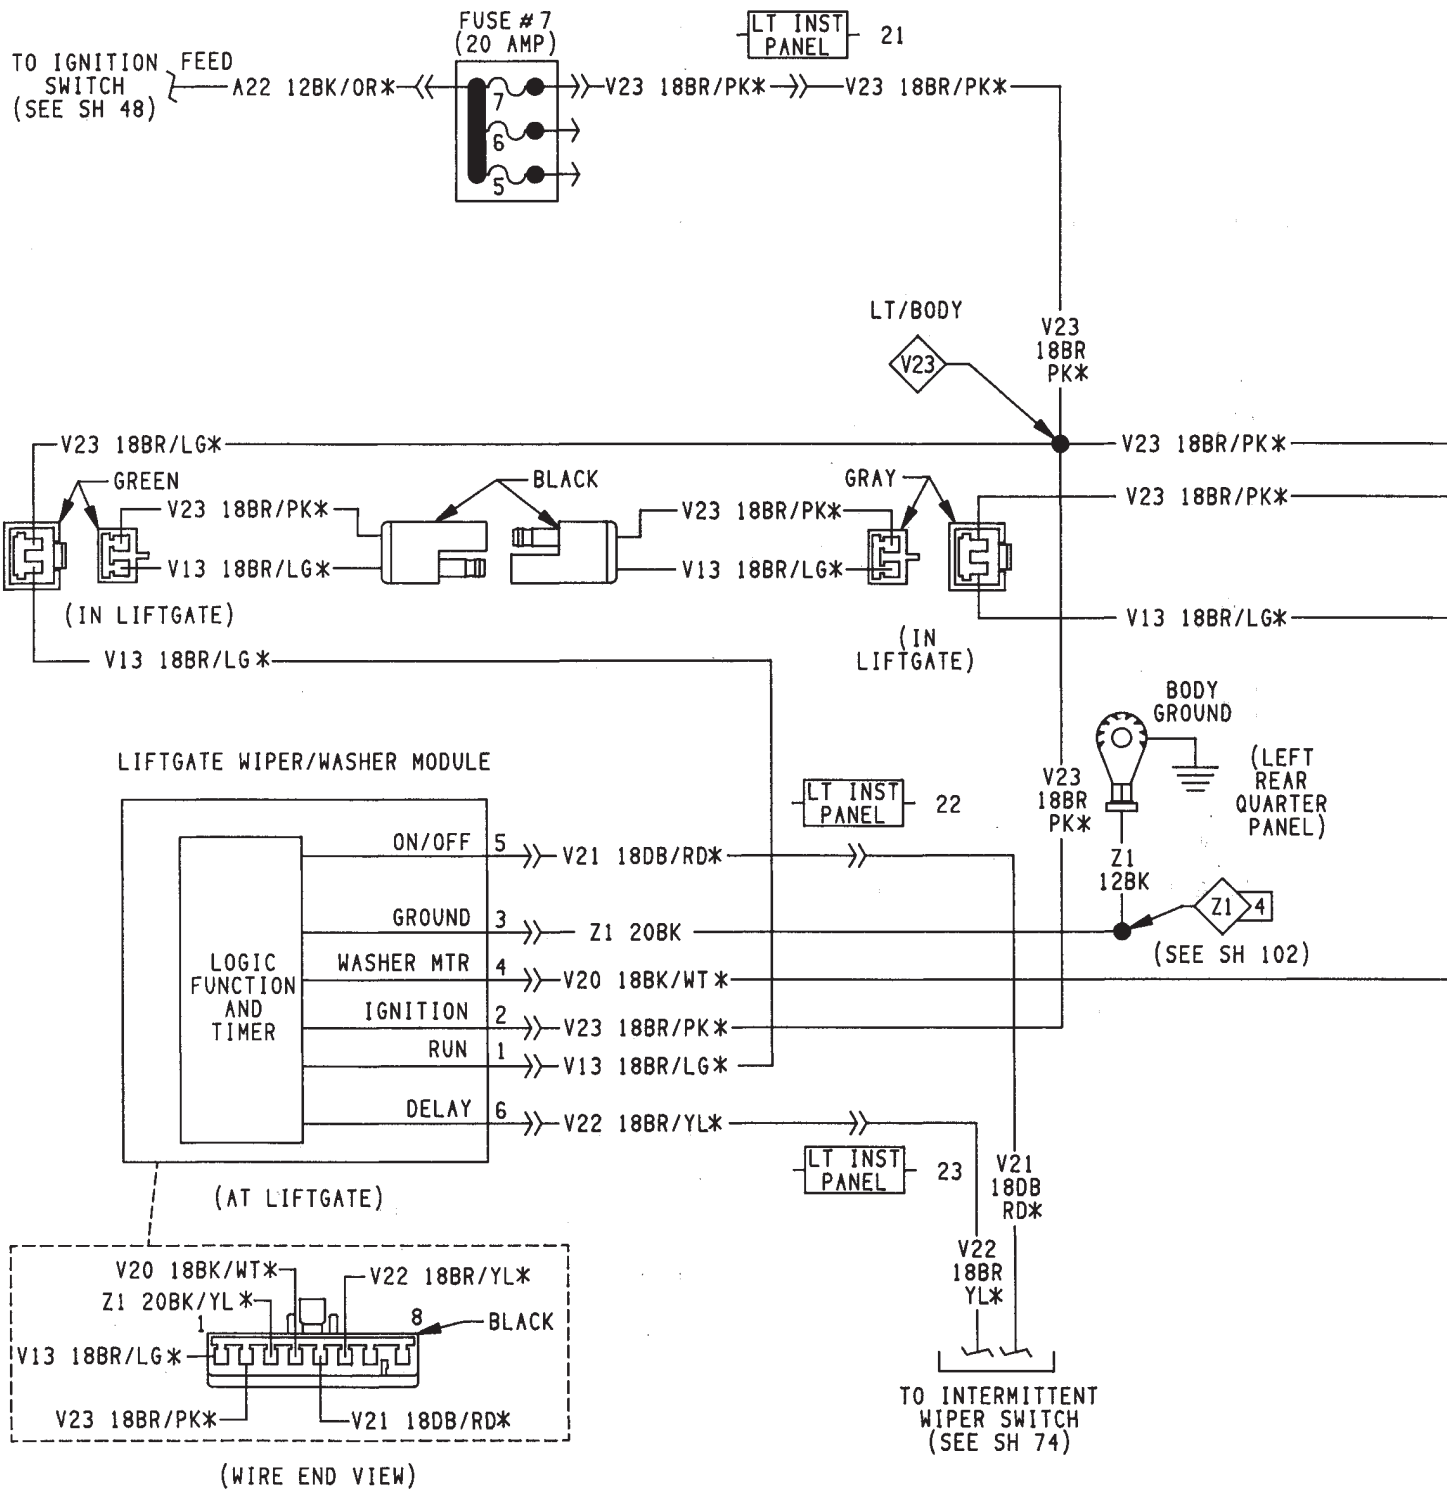 FUSE #7
(20 AMP)
LT INST
PANEL
21
TO IGNITION
SWITCH
(SEE SH 48)
FEED
A22 12BK/OR*
7
6
5
V23 18BR/PK*
V23 18BR/PK*
LT/BODY
V23
V23
18BR
PK*
V23 18BR/LG*
V23 18BR/PK*
GREEN
BLACK
GRAY
V23 18BR/PK*
V23 18BR/PK*
V23 18BR/PK*
V13 18BR/LG*
V13 18BR/LG*
(IN LIFTGATE)
(IN
LIFTGATE)
V13 18BR/LG*
V13 18BR/LG*
BODY
GROUND
(LEFT
REAR
QUARTER
PANEL)
LIFTGATE WIPER/WASHER MODULE
LT INST
PANEL
22
V23
18BR
PK*
Z1
12BK
Z1
4
(SEE SH 102)
LOGIC
FUNCTION
AND
TIMER
ON/OFF 5
V21 18DB/RD*
GROUND 3
Z1 20BK
WASHER MTR 4
V20 18BK/WT*
IGNITION 2
V23 18BR/PK*
RUN 1
V13 18BR/LG*
DELAY 6
V22 18BR/YL*
LT INST
PANEL
23
V21
18DB
RD*
V22
18BR
YL*
(AT LIFTGATE)
V20 18BK/WT*
V22 18BR/YL*
Z1 20BK/YL*
1
8
BLACK
V13 18BR/LG*
V23 18BR/PK*
V21 18DB/RD*
(WIRE END VIEW)
TO INTERMITTENT
WIPER SWITCH
(SEE SH 74)